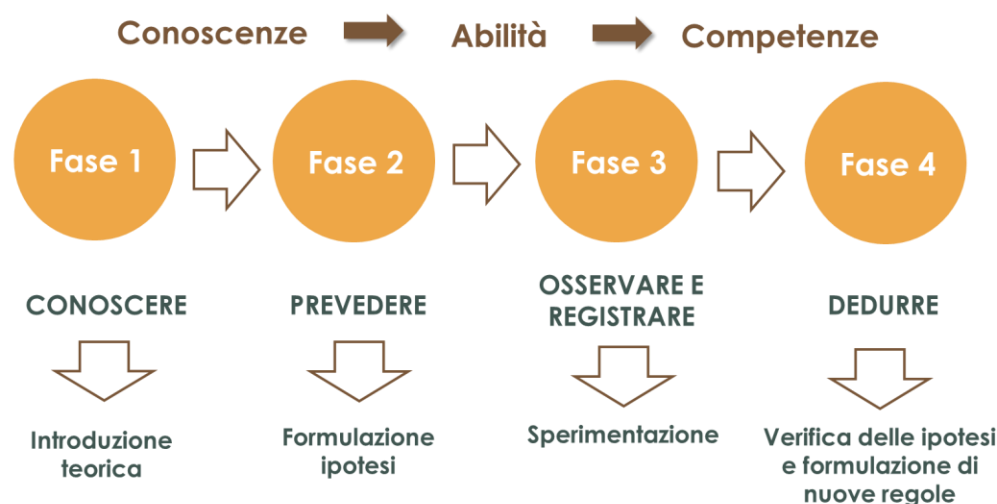 Conoscenze Abilità Competenze
Fase 1
Fase 2
Fase 3
Fase 4
CONOSCERE
PREVEDERE
OSSERVARE E
REGISTRARE
DEDURRE
Introduzione
teorica
Formulazione
ipotesi
Sperimentazione
Verifica delle ipotesi
e formulazione di
nuove regole